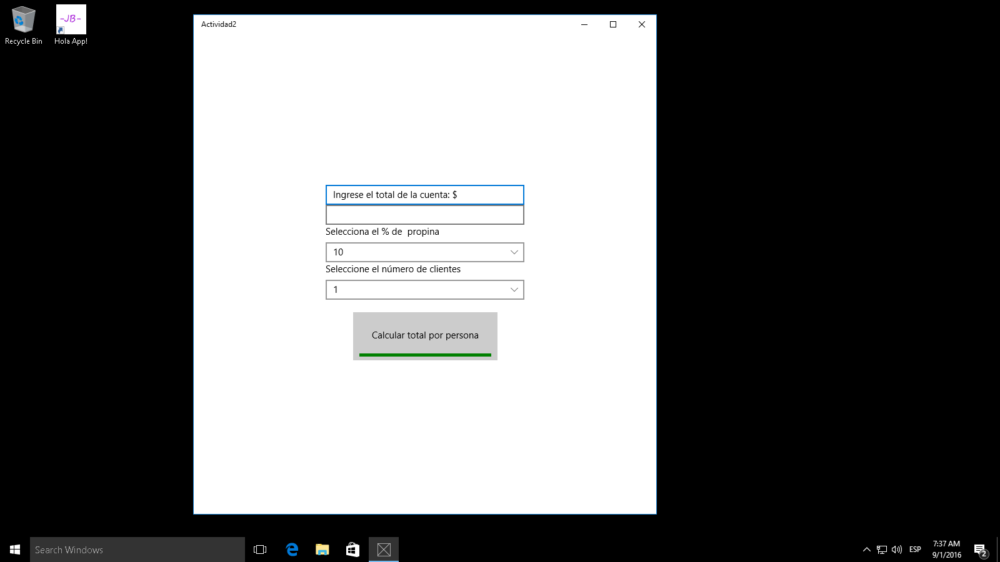 Recycle Bin
-JB-
Hola App!
Actividad2
Ingrese el total de la cuenta: $
Selecciona el % de  propina
10
Seleccione el número de clientes
1
Calcular total por persona
Search Windows
ESP
7:37 AM
9/1/2016
2